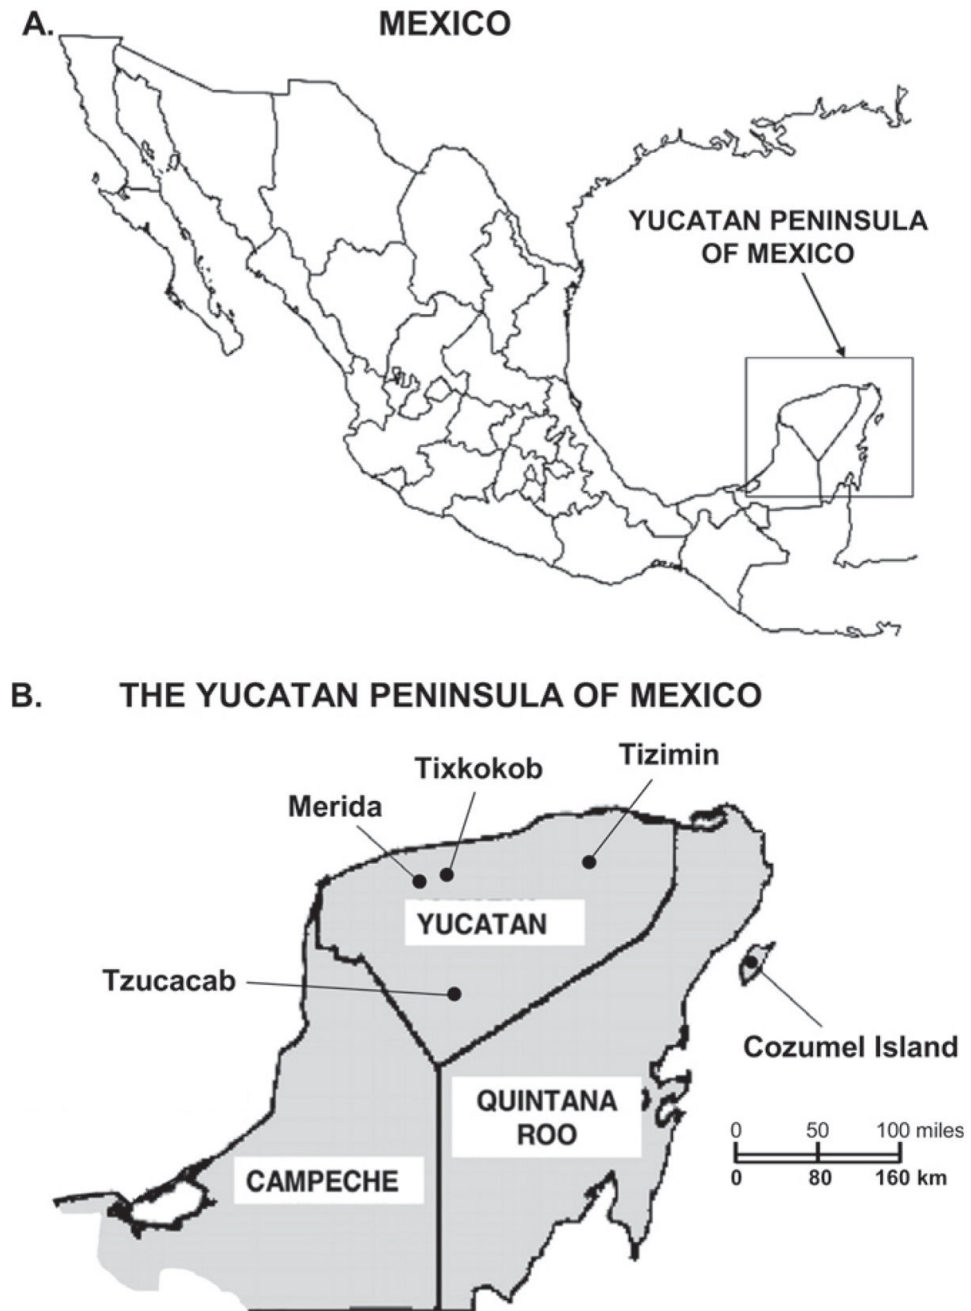 A.
MEXICO
YUCATAN PENINSULA
OF MEXICO
B.
THE YUCATAN PENINSULA OF MEXICO
Tizimin
Tixkokob
Merida
YUCATAN
Tzucacab
Cozumel Island
QUINTANA
ROO
0 50 100 miles
0 80 160 km
CAMPECHE